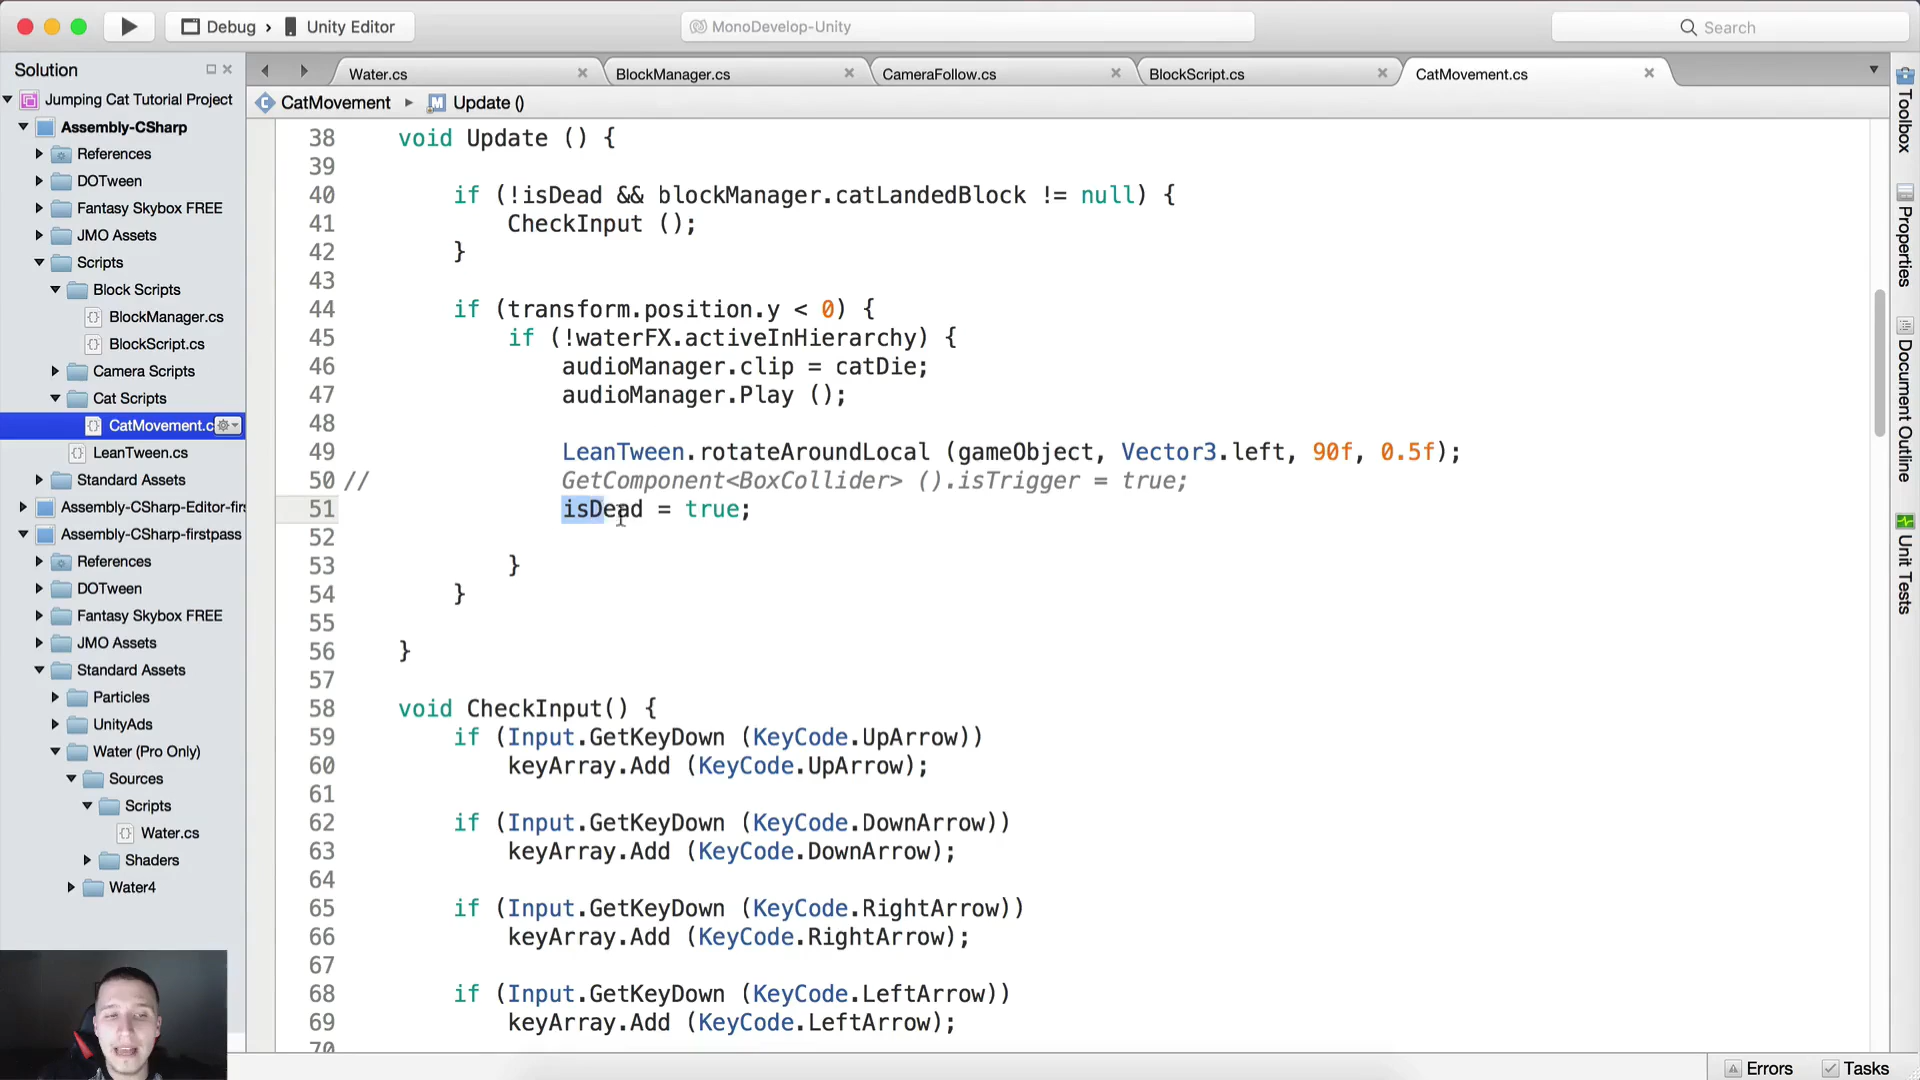 Debug > Unity Editor
MonoDevelop-Unity
Search
Solution
Water.cs
BlockManager.cs
CameraFollow.cs
BlockScript.cs
CatMovement.cs
CatMovement
Update ()
Jumping Cat Tutorial Project
Assembly-CSharp
References
DOTween
Fantasy Skybox FREE
JMO Assets
Scripts
Block Scripts
BlockManager.cs
BlockScript.cs
Camera Scripts
Cat Scripts
CatMovement.c
LeanTween.cs
Standard Assets
Assembly-CSharp-Editor-fir
Assembly-CSharp-firstpass
References
DOTween
Fantasy Skybox FREE
JMO Assets
Standard Assets
Particles
UnityAds
Water (Pro Only)
Sources
Scripts
Water.cs
Shaders
Water4
38 void Update () {
39
40 if (!isDead && blockManager.catLandedBlock != null) {
41 CheckInput ();
42 }
43
44 if (transform.position.y < 0) {
45 if (!waterFX.activeInHierarchy) {
46 audioManager.clip = catDie;
47 audioManager.Play ();
48
49 LeanTween.rotateAroundLocal (gameObject, Vector3.left, 90f, 0.5f);
50 // GetComponent<BoxCollider> ().isTrigger = true;
51 isDead = true;
52
53 }
54 }
55
56 }
57
58 void CheckInput() {
59 if (Input.GetKeyDown (KeyCode.UpArrow))
60 keyArray.Add (KeyCode.UpArrow);
61
62 if (Input.GetKeyDown (KeyCode.DownArrow))
63 keyArray.Add (KeyCode.DownArrow);
64
65 if (Input.GetKeyDown (KeyCode.RightArrow))
66 keyArray.Add (KeyCode.RightArrow);
67
68 if (Input.GetKeyDown (KeyCode.LeftArrow))
69 keyArray.Add (KeyCode.LeftArrow);
70
Toolbox
Properties
Document Outline
Unit Tests
Errors
Tasks